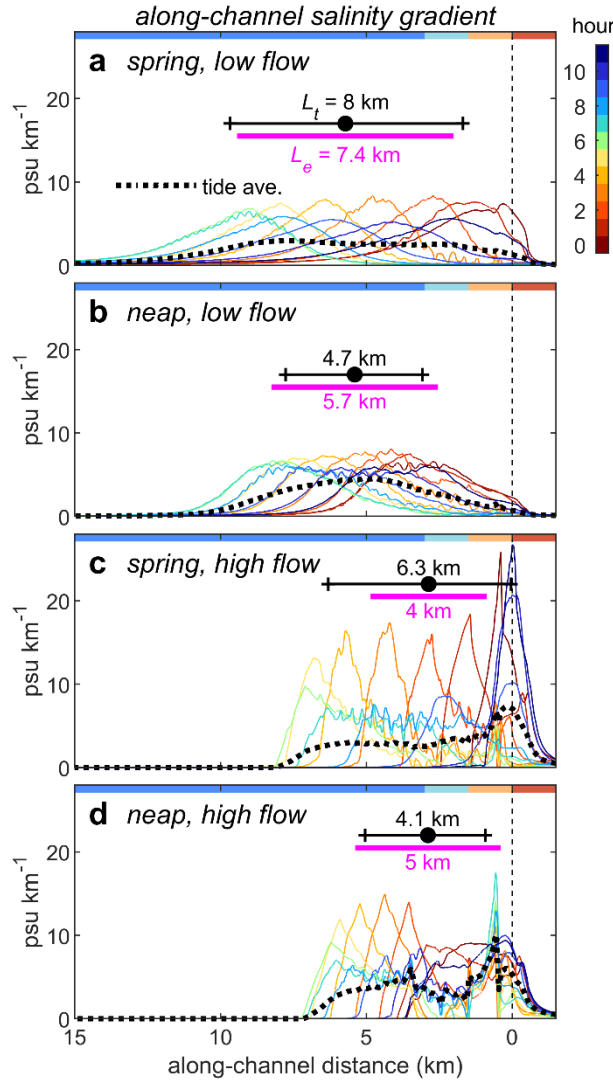 along-channel salinity gradient
hour
10
8
6
4
2
0
a spring, low flow
20
10
0
psu km⁻¹
L_t = 8 km
L_e = 7.4 km
tide ave.
b neap, low flow
20
10
0
psu km⁻¹
4.7 km
5.7 km
c spring, high flow
20
10
0
psu km⁻¹
6.3 km
4 km
d neap, high flow
20
10
0
psu km⁻¹
4.1 km
5 km
15 10 5 0
along-channel distance (km)